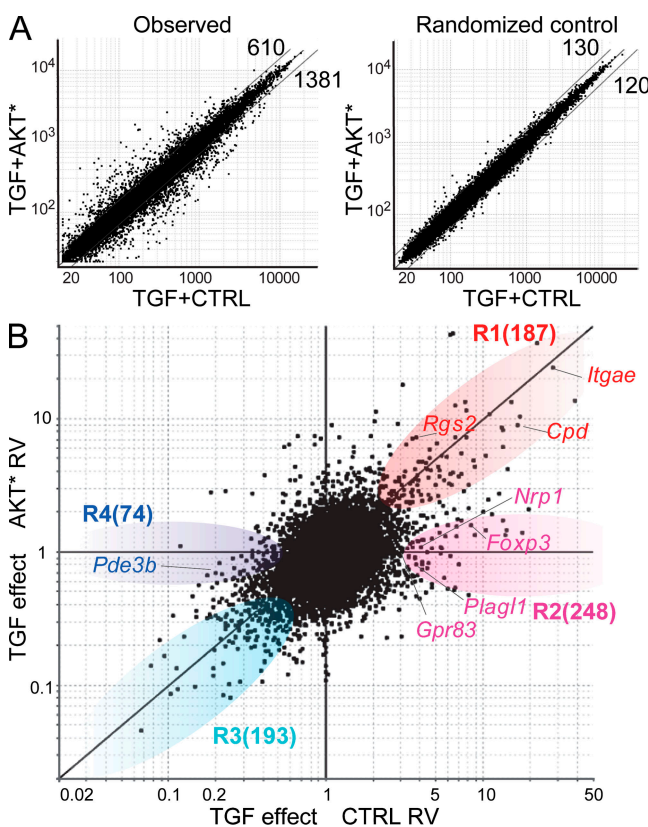 A
Observed
Randomized control
610
1381
130
120
TGF+AKT*
10⁴
10³
10²
20 100 1000 10000
TGF+CTRL
TGF+AKT*
10⁴
10³
10²
20 100 1000 10000
TGF+CTRL
B
R1(187)
Itgae
Rgs2
Cpd
Nrp1
R4(74)
Foxp3
Pde3b
Plagl1
R2(248)
Gpr83
R3(193)
TGF effect AKT* RV
10
1
0.1
0.02 0.1 0.2 1 10 50
TGF effect CTRL RV